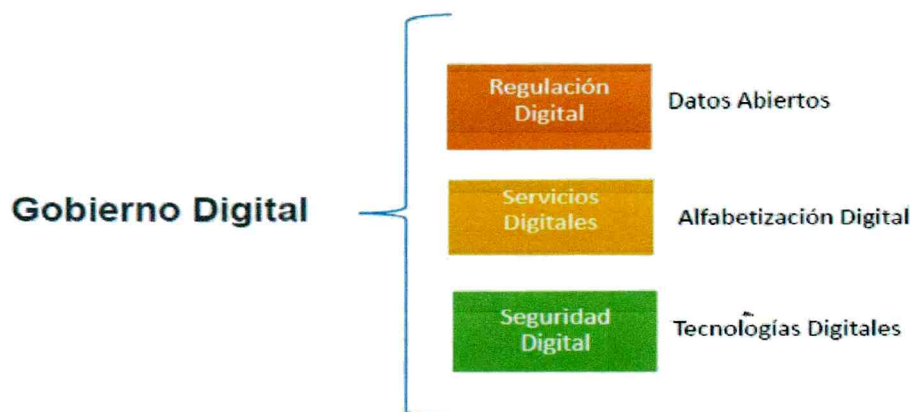 Gobierno Digital
Regulación
Digital
Datos Abiertos
Servicios
Digitales
Alfabetización Digital
Seguridad
Digital
Tecnologías Digitales